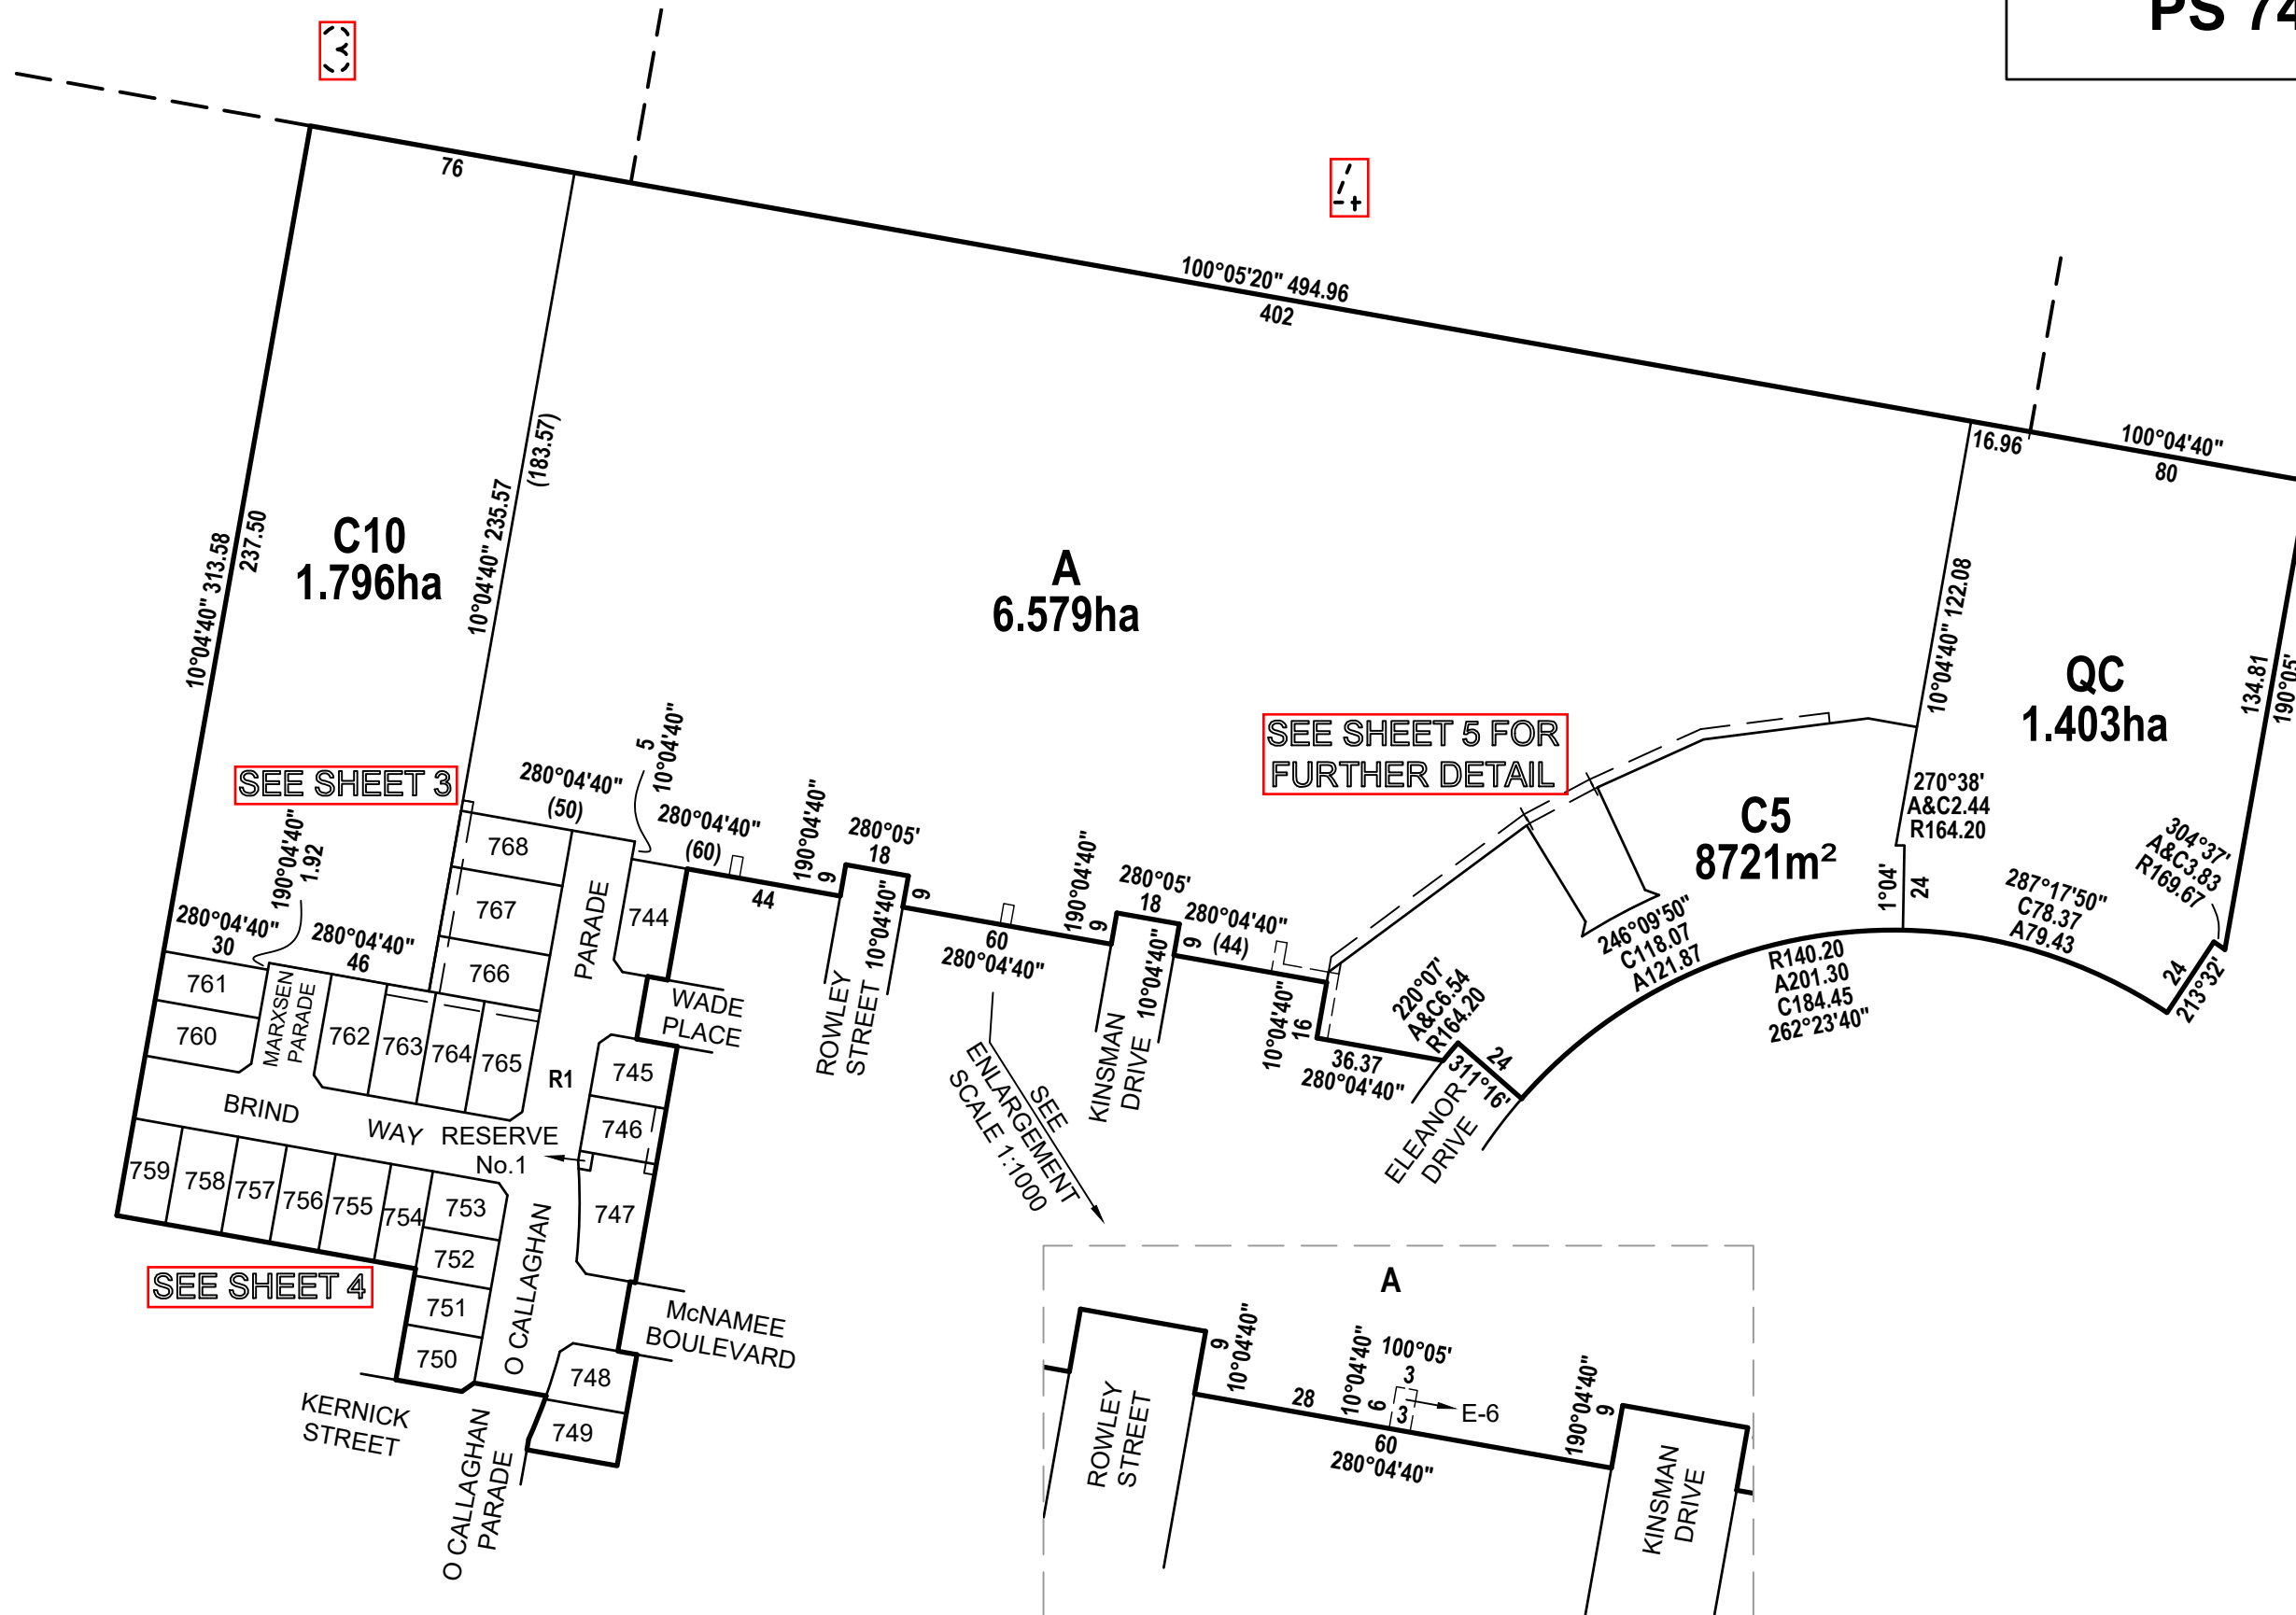 PS 74
3
4
76
100°05'20" 494.96
402
16.96
100°04'40"
80
10°04'40" 313.58
237.50
C10
1.796ha
10°04'40" 235.57
(183.57)
A
6.579ha
10°04'40" 122.08
QC
1.403ha
134.81
190°05'
SEE SHEET 3
SEE SHEET 5 FOR
FURTHER DETAIL
280°04'40"
(50)
5
10°04'40"
280°04'40"
(60)
190°04'40"
9
280°05'
18
44
10°04'40"
9
60
280°04'40"
190°04'40"
9
280°05'
18
10°04'40"
9
280°04'40"
(44)
10°04'40"
16
36.37
280°04'40"
220°07'
A&C6.54
R164.20
24
311°16'
246°09'50"
C118.07
A121.87
R140.20
A201.30
C184.45
262°23'40"
C5
8721m²
270°38'
A&C2.44
R164.20
1°04'
24
287°17'50"
C78.37
A79.43
304°37'
A&C3.83
R169.67
24
213°32'
190°04'40"
1.92
280°04'40"
30
280°04'40"
46
768
767
766
744
PARADE
761
760
MARXSEN
PARADE
762
763
764
765
WADE
PLACE
ROWLEY
STREET
KINSMAN
DRIVE
ELEANOR
DRIVE
SEE
ENLARGEMENT
SCALE 1:1000
R1
745
746
747
BRIND
WAY
RESERVE
No.1
759
758
757
756
755
754
753
752
751
750
O CALLAGHAN
SEE SHEET 4
McNAMEE
BOULEVARD
748
749
KERNICK
STREET
O CALLAGHAN
PARADE
A
ROWLEY
STREET
9
10°04'40"
28
10°04'40"
6
100°05'
3
3
E-6
60
280°04'40"
190°04'40"
9
KINSMAN
DRIVE